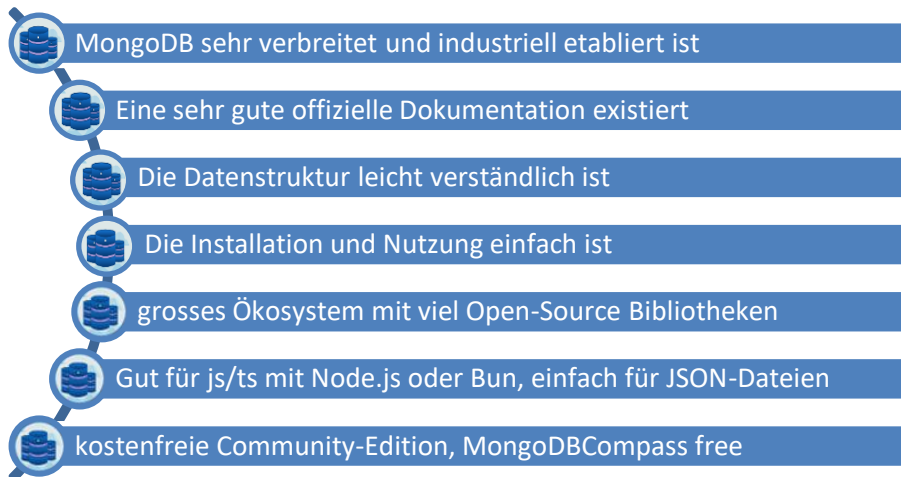 MongoDB sehr verbreitet und industriell etabliert ist
Eine sehr gute offizielle Dokumentation existiert
Die Datenstruktur leicht verständlich ist
Die Installation und Nutzung einfach ist
grosses Ökosystem mit viel Open-Source Bibliotheken
Gut für js/ts mit Node.js oder Bun, einfach für JSON-Dateien
kostenfreie Community-Edition, MongoDBCompass free